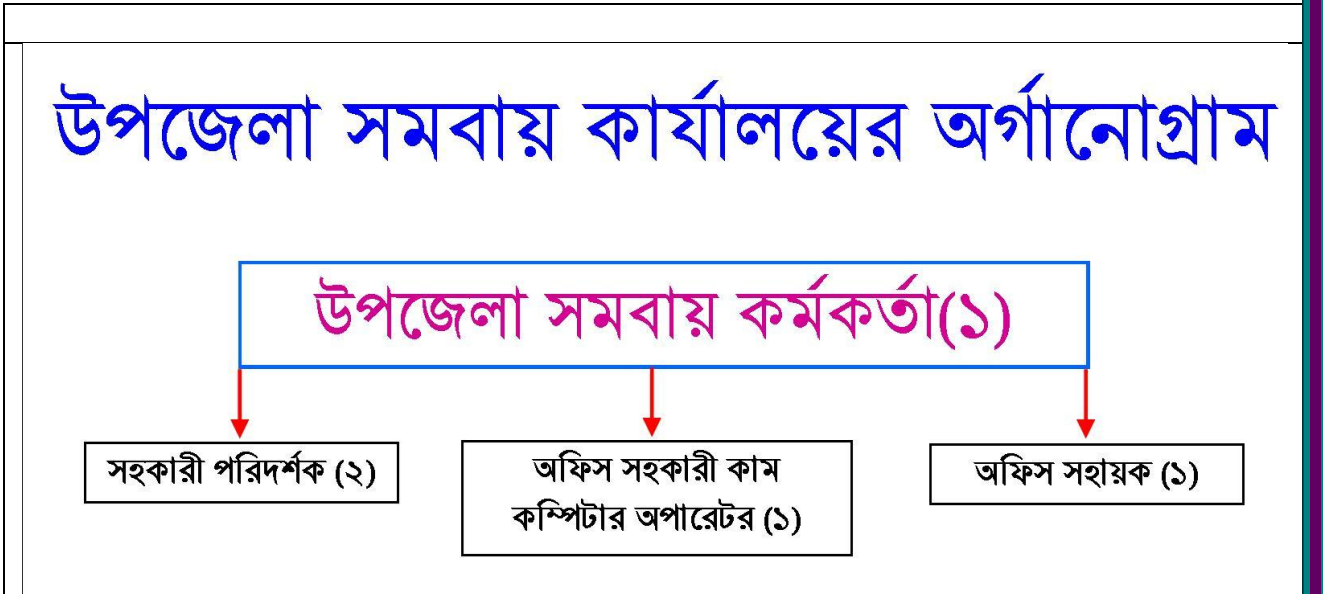 উপজেলা সমবায় কার্যালয়ের অর্গানোগ্রাম
উপজেলা সমবায় কর্মকর্তা(১)
সহকারী পরিদর্শক (২)
অফিস সহকারী কাম
কম্পিটার অপারেটর (১)
অফিস সহায়ক (১)